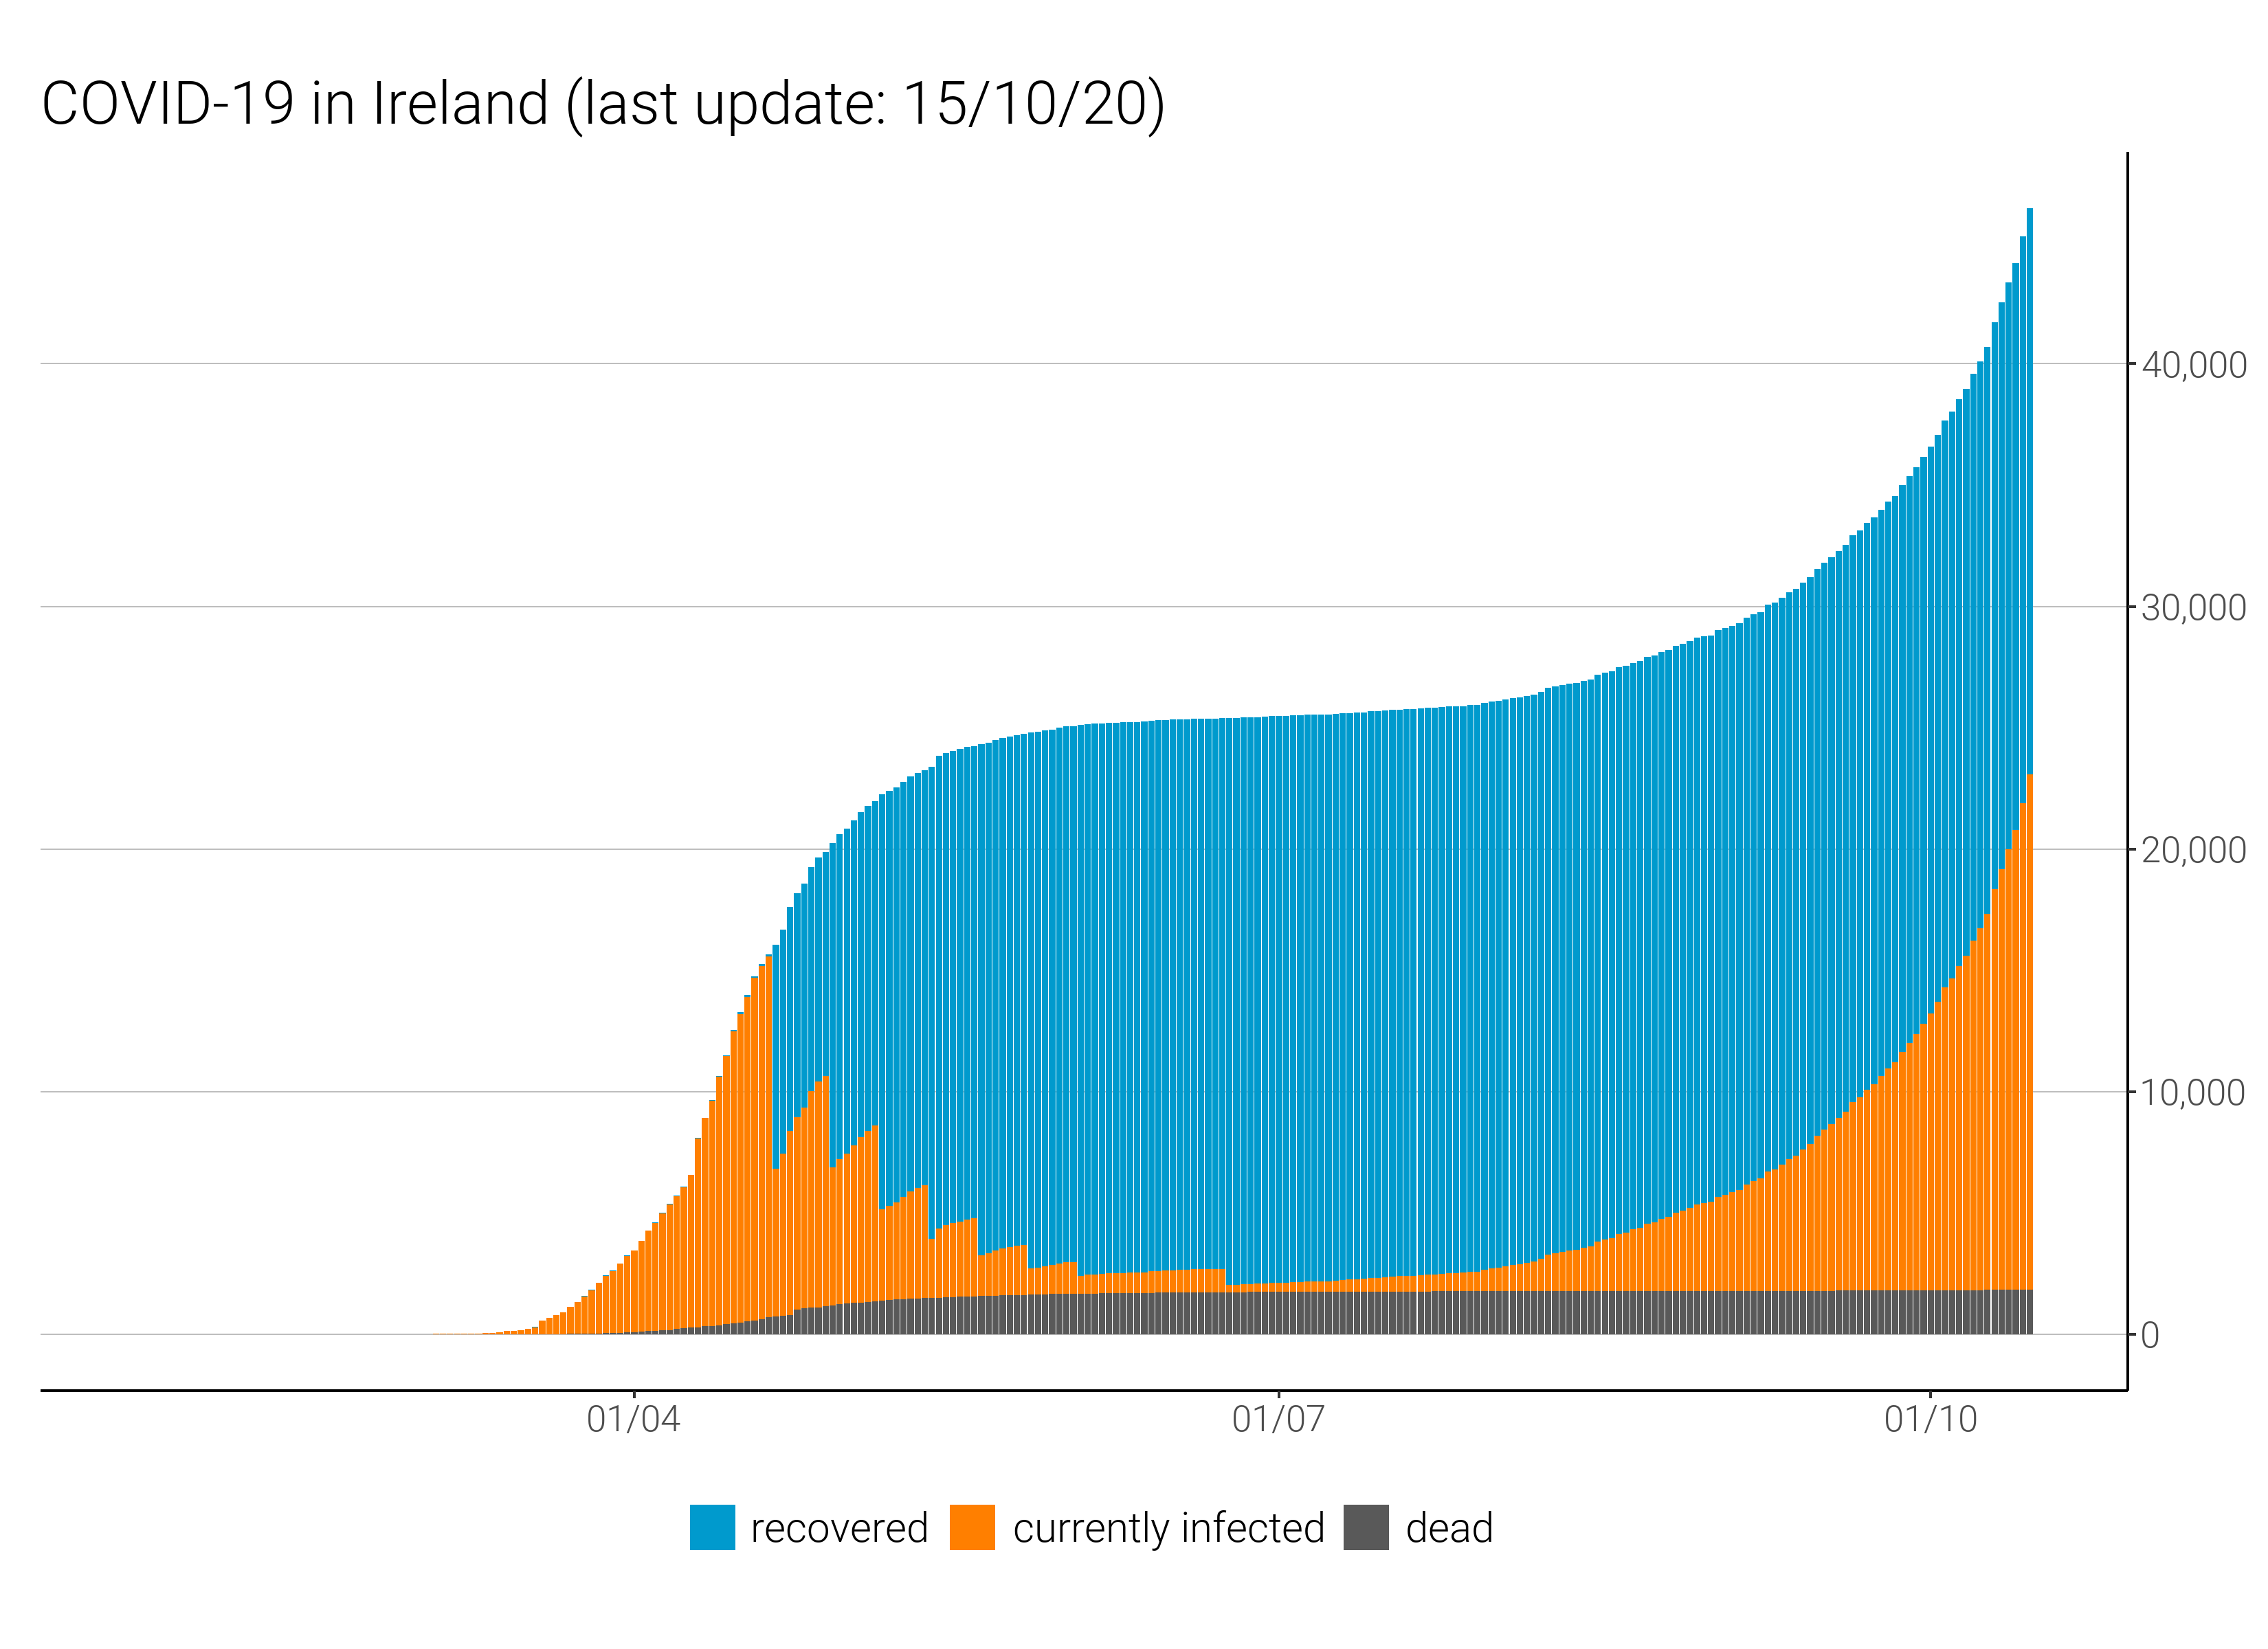 COVID-19 in Ireland (last update: 15/10/20)
40,000
30,000
20,000
10,000
0
01/04 01/07 01/10
recovered currently infected dead